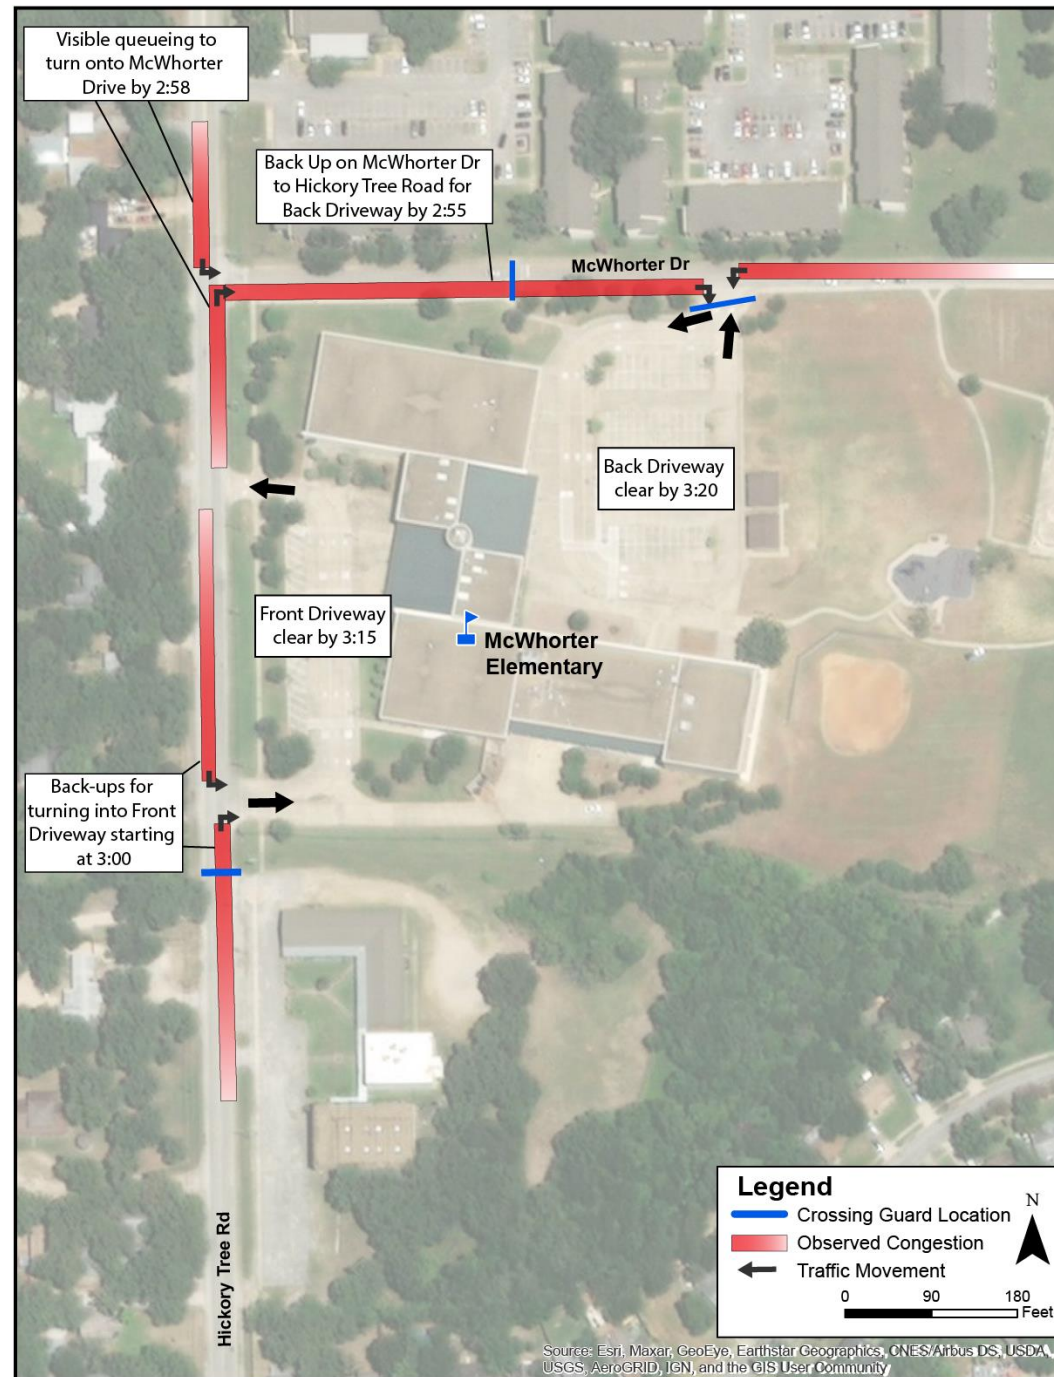 Visible queueing to
turn onto McWhorter
Drive by 2:58
Back Up on McWhorter Dr
to Hickory Tree Road for
Back Driveway by 2:55
McWhorter Dr
Back Driveway
clear by 3:20
Front Driveway
clear by 3:15
McWhorter
Elementary
Back-ups for
turning into Front
Driveway starting
at 3:00
Hickory Tree Rd
Legend
Crossing Guard Location
Observed Congestion
Traffic Movement
N
0 90 180
Feet
Source: Esri, Maxar, GeoEye, Earthstar Geographics, CNES/Airbus DS, USDA,
USGS, AeroGRID, IGN, and the GIS User Community